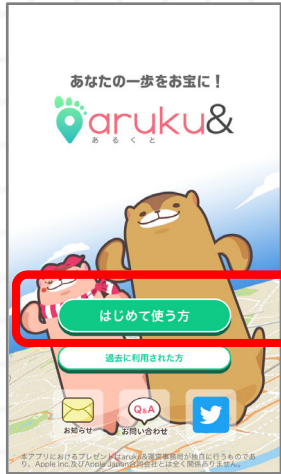 あなたの一歩をお宝に！
aruku&
あるくと
はじめて使う方
過去に利用された方
Q&A
お知らせ お問い合わせ
本アプリにおけるプレゼントはaruku&運営事務局が独自に行うものであ
り、Apple Inc.及びApple Japan合同会社とは全く関係ありません。